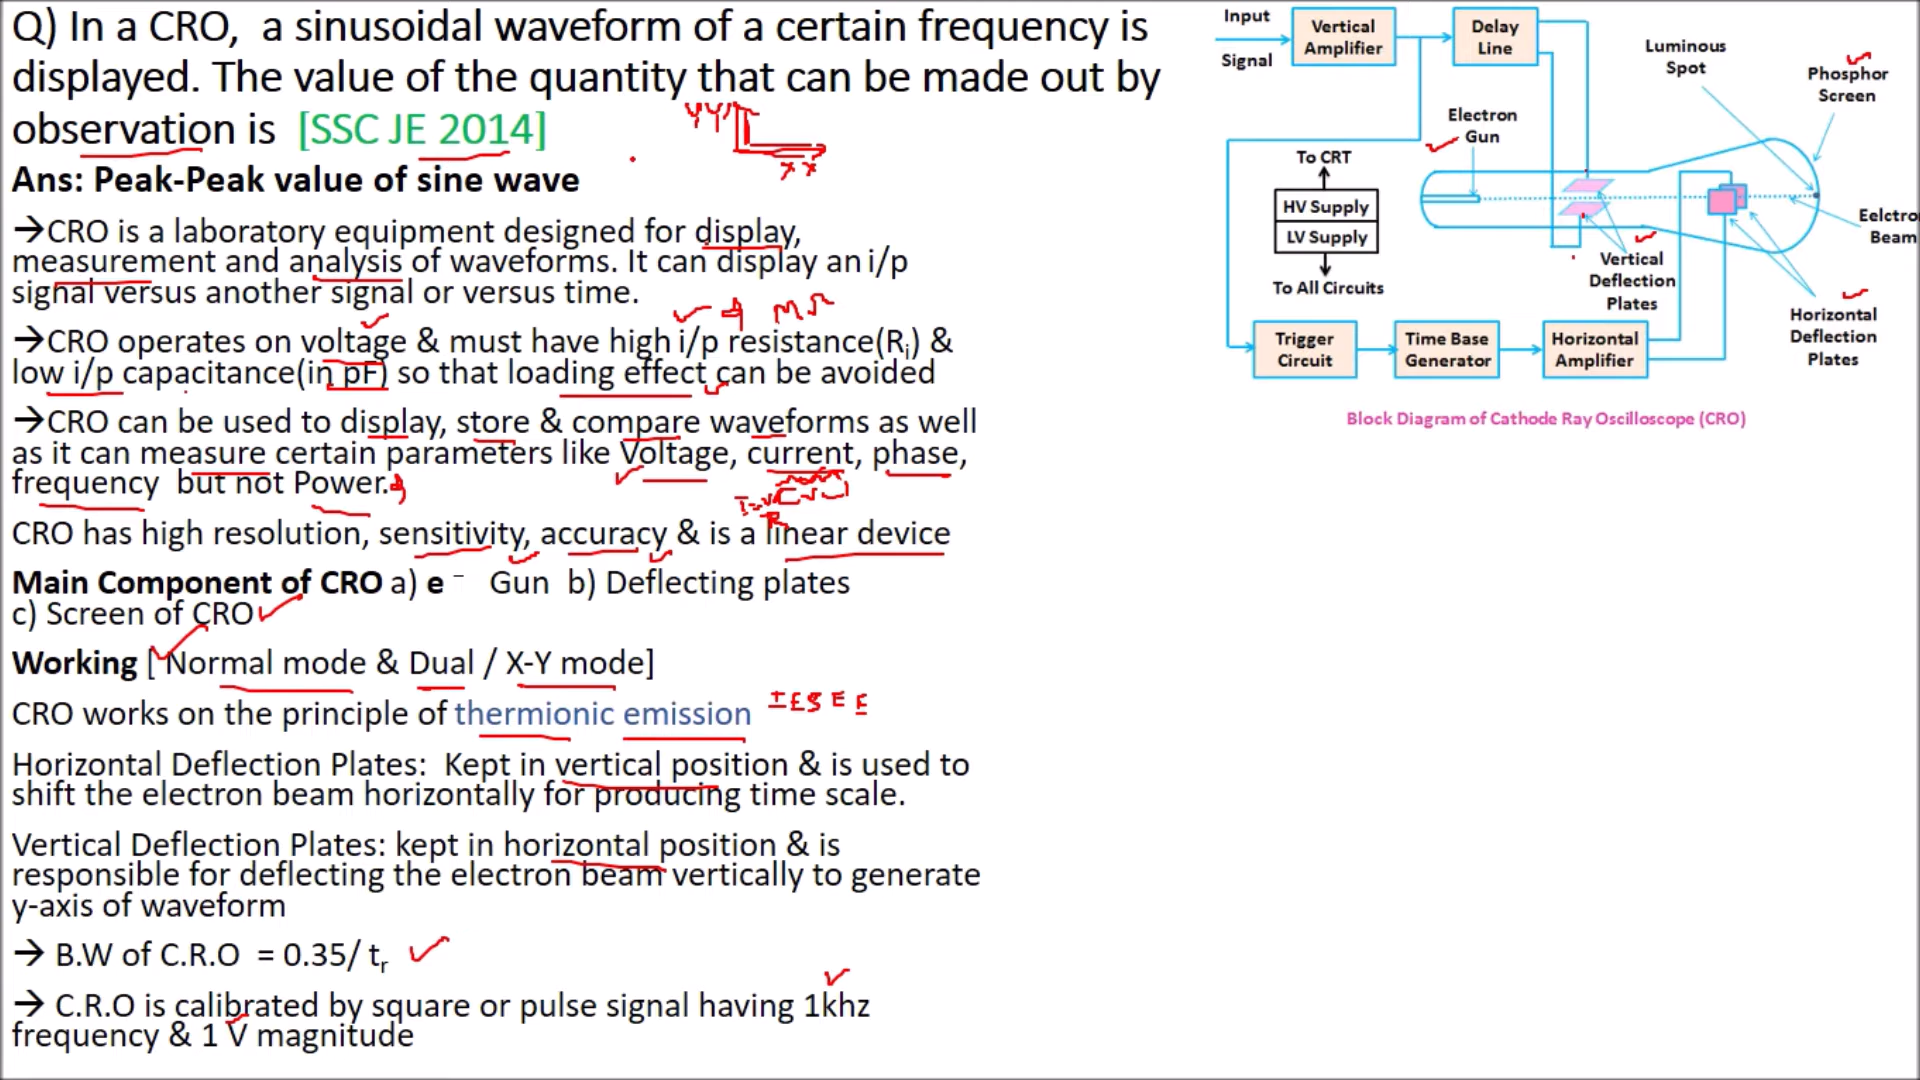 Q) In a CRO,  a sinusoidal waveform of a certain frequency is
displayed. The value of the quantity that can be made out by
observation is  [SSC JE 2014]
Ans: Peak-Peak value of sine wave
→CRO is a laboratory equipment designed for display,
measurement and analysis of waveforms. It can display an i/p
signal versus another signal or versus time.
→CRO operates on voltage & must have high i/p resistance(Ri) &
low i/p capacitance(in pF) so that loading effect can be avoided
→CRO can be used to display, store & compare waveforms as well
as it can measure certain parameters like Voltage, current, phase,
frequency  but not Power.
CRO has high resolution, sensitivity, accuracy & is a linear device
Main Component of CRO a) e⁻  Gun  b) Deflecting plates
c) Screen of CRO
Working [ Normal mode & Dual / X-Y mode]
CRO works on the principle of thermionic emission
IESEE
Horizontal Deflection Plates:  Kept in vertical position & is used to
shift the electron beam horizontally for producing time scale.
Vertical Deflection Plates: kept in horizontal position & is
responsible for deflecting the electron beam vertically to generate
y-axis of waveform
→ B.W of C.R.O  = 0.35/ tr
→ C.R.O is calibrated by square or pulse signal having 1khz
frequency & 1 V magnitude
Input
Signal
Vertical
Amplifier
Delay
Line
Luminous
Spot
Phosphor
Screen
Electron
Gun
To CRT
HV Supply
LV Supply
To All Circuits
Vertical
Deflection
Plates
Eelctron
Beam
Horizontal
Deflection
Plates
Trigger
Circuit
Time Base
Generator
Horizontal
Amplifier
Block Diagram of Cathode Ray Oscilloscope (CRO)